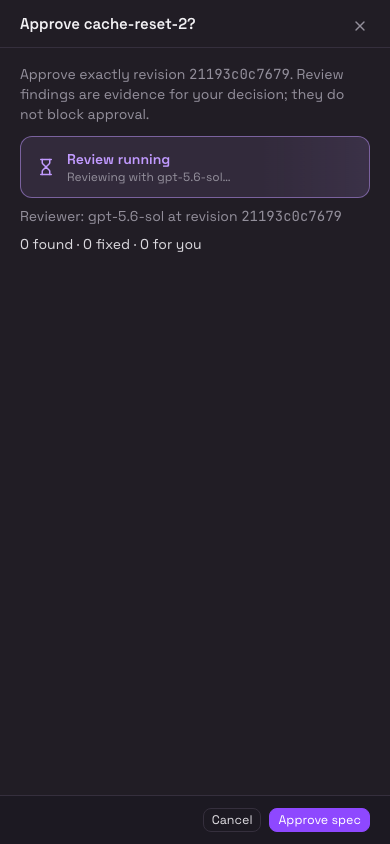 Approve cache-reset-2?
Approve exactly revision 21193c0c7679. Review
findings are evidence for your decision; they do
not block approval.
Review running
Reviewing with gpt-5.6-sol...
Reviewer: gpt-5.6-sol at revision 21193c0c7679
0 found · 0 fixed · 0 for you
Cancel
Approve spec